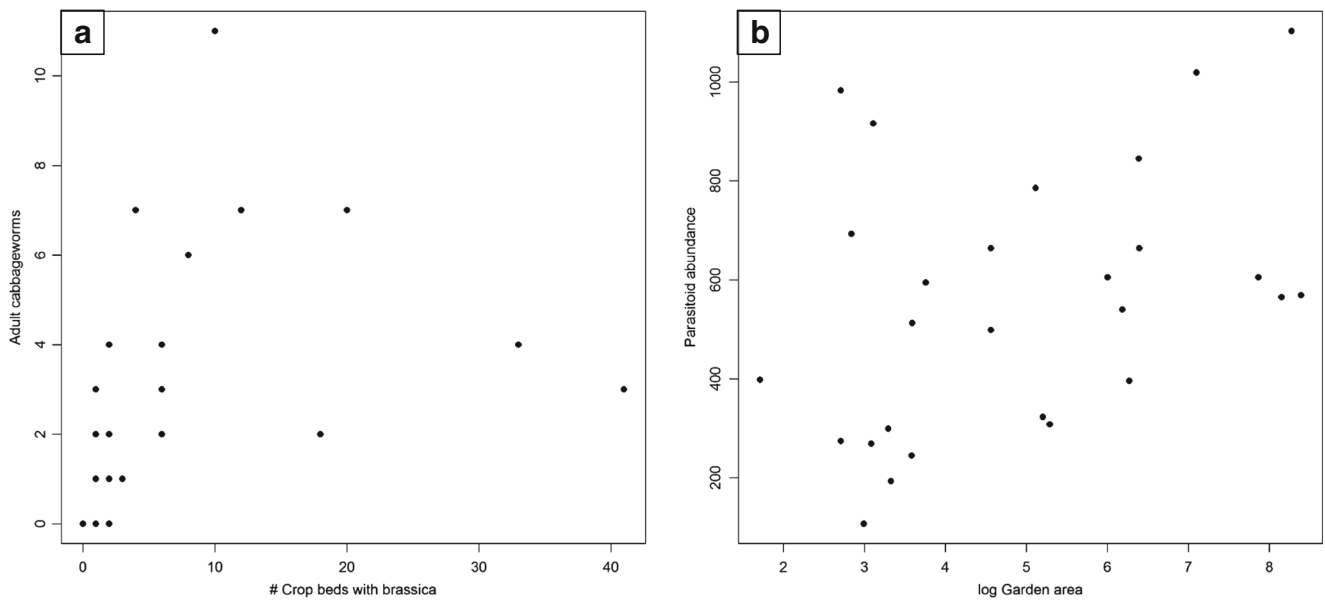 a
Adult cabbageworms
10
8
6
4
2
0
0 10 20 30 40
# Crop beds with brassica
b
Parasitoid abundance
1000
800
600
400
200
2 3 4 5 6 7 8
log Garden area